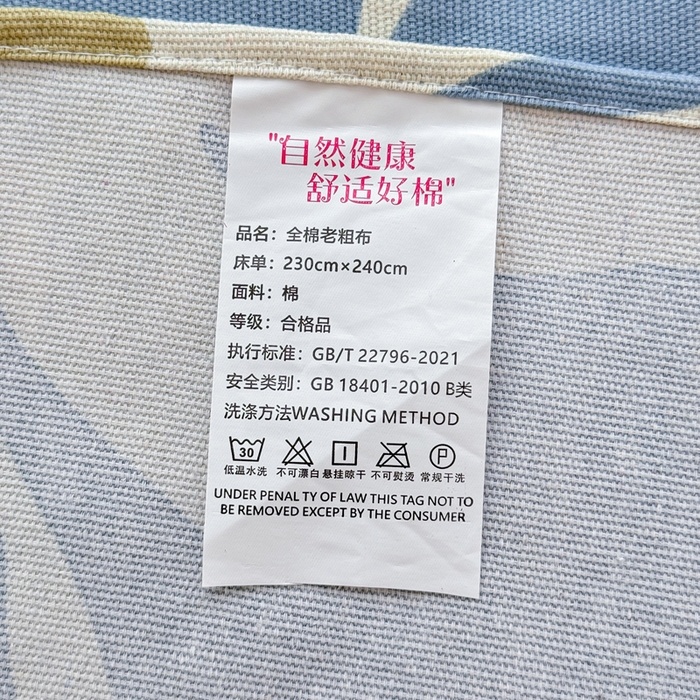 "自然健康
舒适好棉"
品名：全棉老粗布
床单：230cm×240cm
面料：棉
等级：合格品
执行标准：GB/T 22796-2021
安全类别：GB 18401-2010 B类
洗涤方法WASHING METHOD
30 P
低温水洗 不可漂白 悬挂晾干 不可熨烫 常规干洗
UNDER PENAL TY OF LAW THIS TAG NOT TO
BE REMOVED EXCEPT BY THE CONSUMER